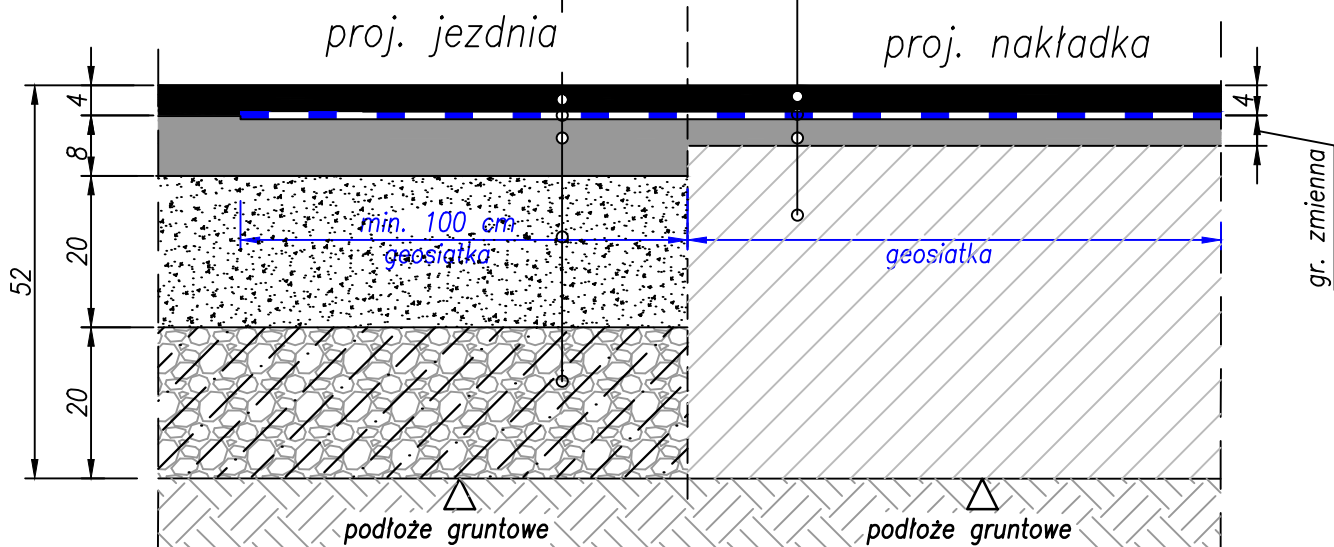 proj. jezdnia
proj. nakładka
4
8
20
20
52
4
gr. zmienna
min. 100 cm
geosiatka
geosiatka
podłoże gruntowe
podłoże gruntowe